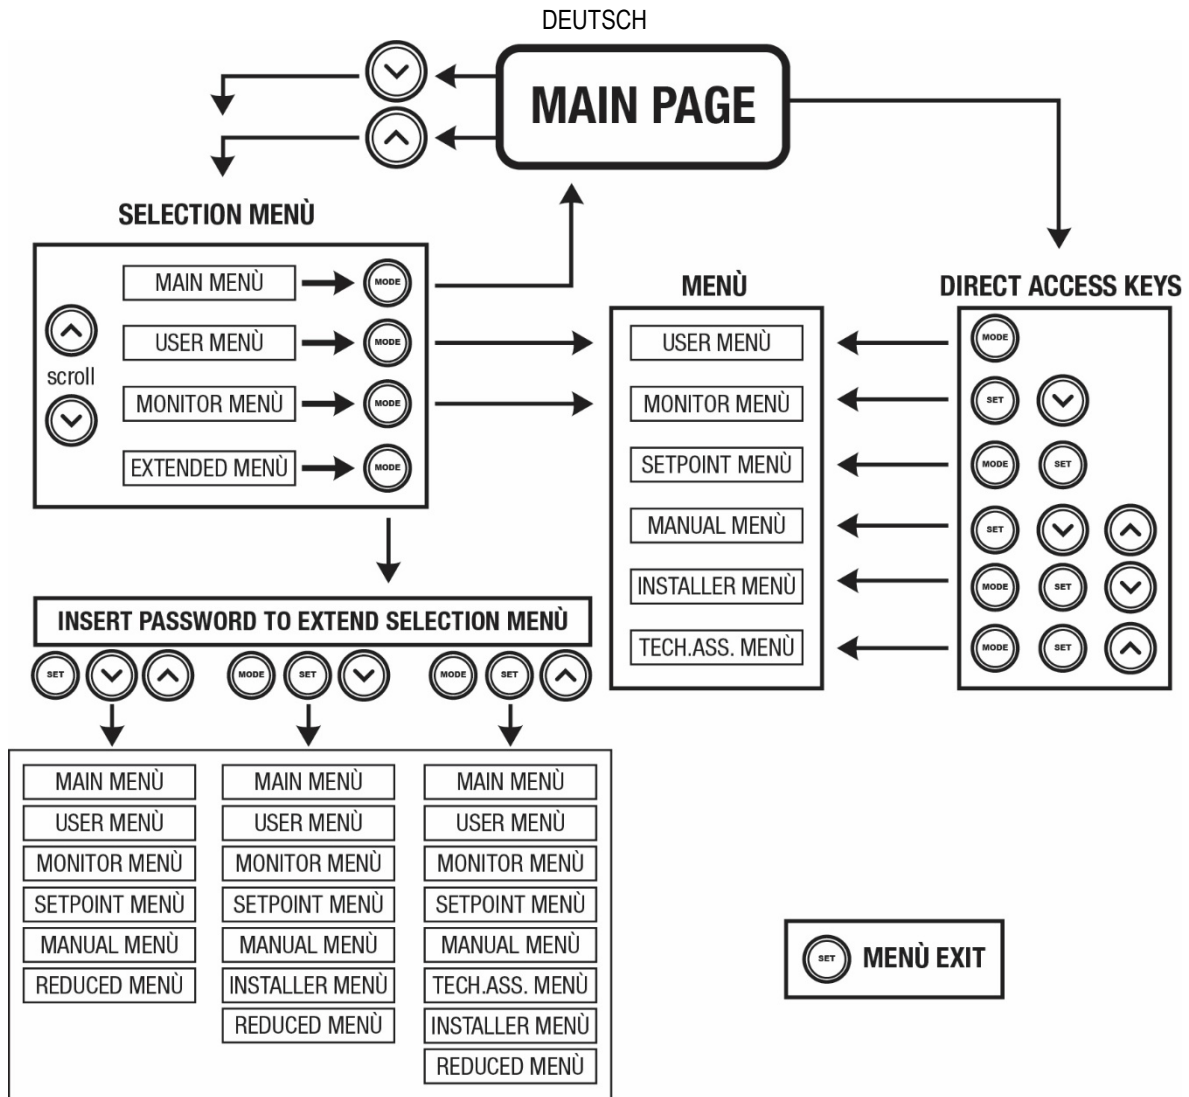 DEUTSCH
MAIN PAGE
SELECTION MENÙ
MAIN MENÙ MODE
USER MENÙ MODE
scroll
MONITOR MENÙ MODE
EXTENDED MENÙ MODE
MENÙ
USER MENÙ
MONITOR MENÙ
SETPOINT MENÙ
MANUAL MENÙ
INSTALLER MENÙ
TECH.ASS. MENÙ
DIRECT ACCESS KEYS
MODE
SET
MODE SET
SET
MODE SET
MODE SET
INSERT PASSWORD TO EXTEND SELECTION MENÙ
SET
MODE SET
MODE SET
MAIN MENÙ
USER MENÙ
MONITOR MENÙ
SETPOINT MENÙ
MANUAL MENÙ
REDUCED MENÙ
MAIN MENÙ
USER MENÙ
MONITOR MENÙ
SETPOINT MENÙ
MANUAL MENÙ
INSTALLER MENÙ
REDUCED MENÙ
MAIN MENÙ
USER MENÙ
MONITOR MENÙ
SETPOINT MENÙ
MANUAL MENÙ
TECH.ASS. MENÙ
INSTALLER MENÙ
REDUCED MENÙ
SET MENÙ EXIT